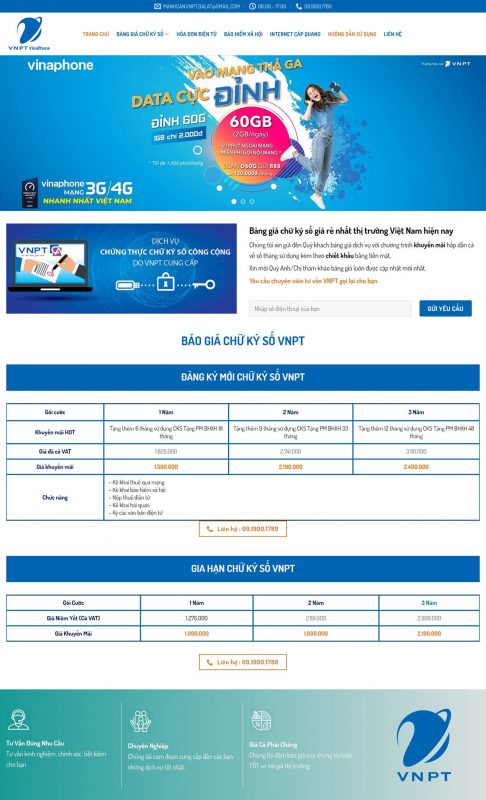 MANHCAN.VNPT.DALAT@GMAIL.COM 08:00 - 17:00 09.1900.1789
VNPT VinaPhone
TRANG CHỦ BẢNG GIÁ CHỮ KÝ SỐ HÓA ĐƠN ĐIỆN TỬ BẢO HIỂM XÃ HỘI INTERNET CÁP QUANG HƯỚNG DẪN SỬ DỤNG LIÊN HỆ
vinaphone
VNPT
VÀO MẠNG THẢ GA
DATA CỰC ĐỈNH
ĐỈNH 60G
1GB chỉ 2.000đ
60GB
(2GB/ngày)
vinaphone
MẠNG 3G/4G
NHANH NHẤT VIỆT NAM
VNPT CA
DỊCH VỤ
CHỨNG THỰC CHỮ KÝ SỐ CÔNG CỘNG
DO VNPT CUNG CẤP
Bảng giá chữ ký số giá rẻ nhất thị trường Việt Nam hiện nay
Chúng tôi xin gửi đến Quý khách bảng giá dịch vụ với chương trình khuyến mãi hấp dẫn cả
về số tháng sử dụng kèm theo chiết khấu bằng tiền mặt.
Xin mời Quý Anh/Chị tham khảo bảng giá luôn được cập nhật mới nhất.
Yêu cầu chuyên viên tư vấn VNPT gọi lại cho bạn
Nhập số điện thoại của bạn
GỬI YÊU CẦU
BÁO GIÁ CHỮ KÝ SỐ VNPT
ĐĂNG KÝ MỚI CHỮ KÝ SỐ VNPT
Gói cước 1 Năm 2 Năm 3 Năm
Khuyến mãi HOT Tặng thêm 6 tháng sử dụng CKS Tặng PM BHXH 18 tháng Tặng thêm 9 tháng sử dụng CKS Tặng PM BHXH 33 tháng Tặng thêm 12 tháng sử dụng CKS Tặng PM BHXH 48 tháng
Giá đã có VAT 1.826.000 2.741.000 3.110.000
Giá khuyến mãi 1.590.000 2.190.000 2.490.000
Chức năng
– Kê khai thuế qua mạng
– Kê khai bảo hiểm xã hội
– Nộp thuế điện tử
– Kê khai hải quan
– Ký các văn bản điện tử
Liên hệ : 09.1900.1789
GIA HẠN CHỮ KÝ SỐ VNPT
Gói Cước 1 Năm 2 Năm 3 Năm
Giá Niêm Yết (Cả VAT) 1.276.000 2.191.000 2.909.000
Giá Khuyến Mãi 1.090.000 1.690.000 2.190.000
Liên hệ : 09.1900.1789
Tư Vấn Đúng Nhu Cầu
Tư vấn kinh nghiệm, chính xác, tiết kiệm
cho bạn
Chuyên Nghiệp
Chúng tôi cam đoan cung cấp đến các bạn
những dịch vụ tốt nhất.
Giá Cả Phải Chăng
Chúng tôi đảm bảo giá của chúng tôi luôn
TỐT so với giá thị trường.
VNPT